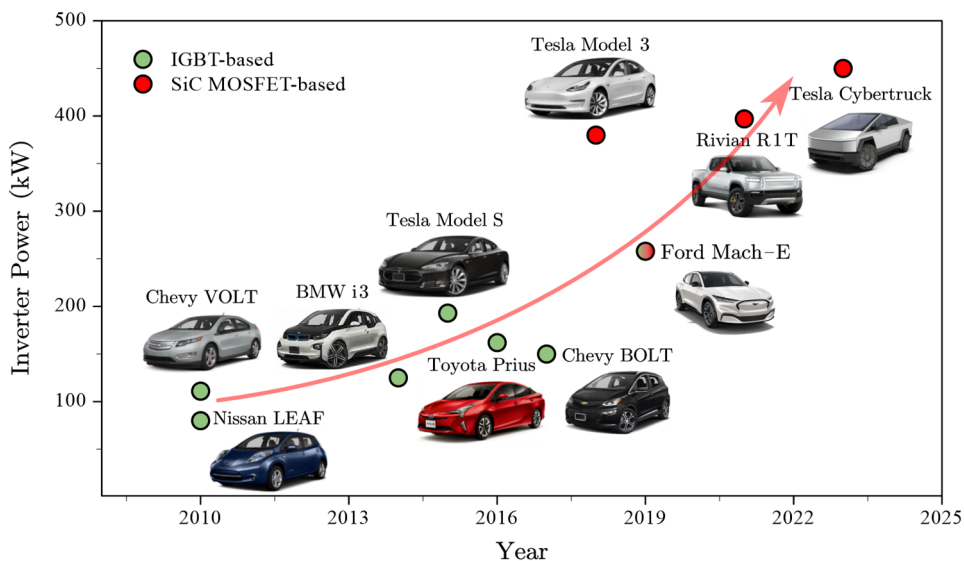 500
IGBT-based
SiC MOSFET-based
Tesla Model 3
Tesla Cybertruck
400
Rivian R1T
Inverter Power (kW)
300
Tesla Model S
Ford Mach-E
Chevy VOLT
BMW i3
200
Toyota Prius
Chevy BOLT
100
Nissan LEAF
2010
2013
2016
2019
2022
2025
Year